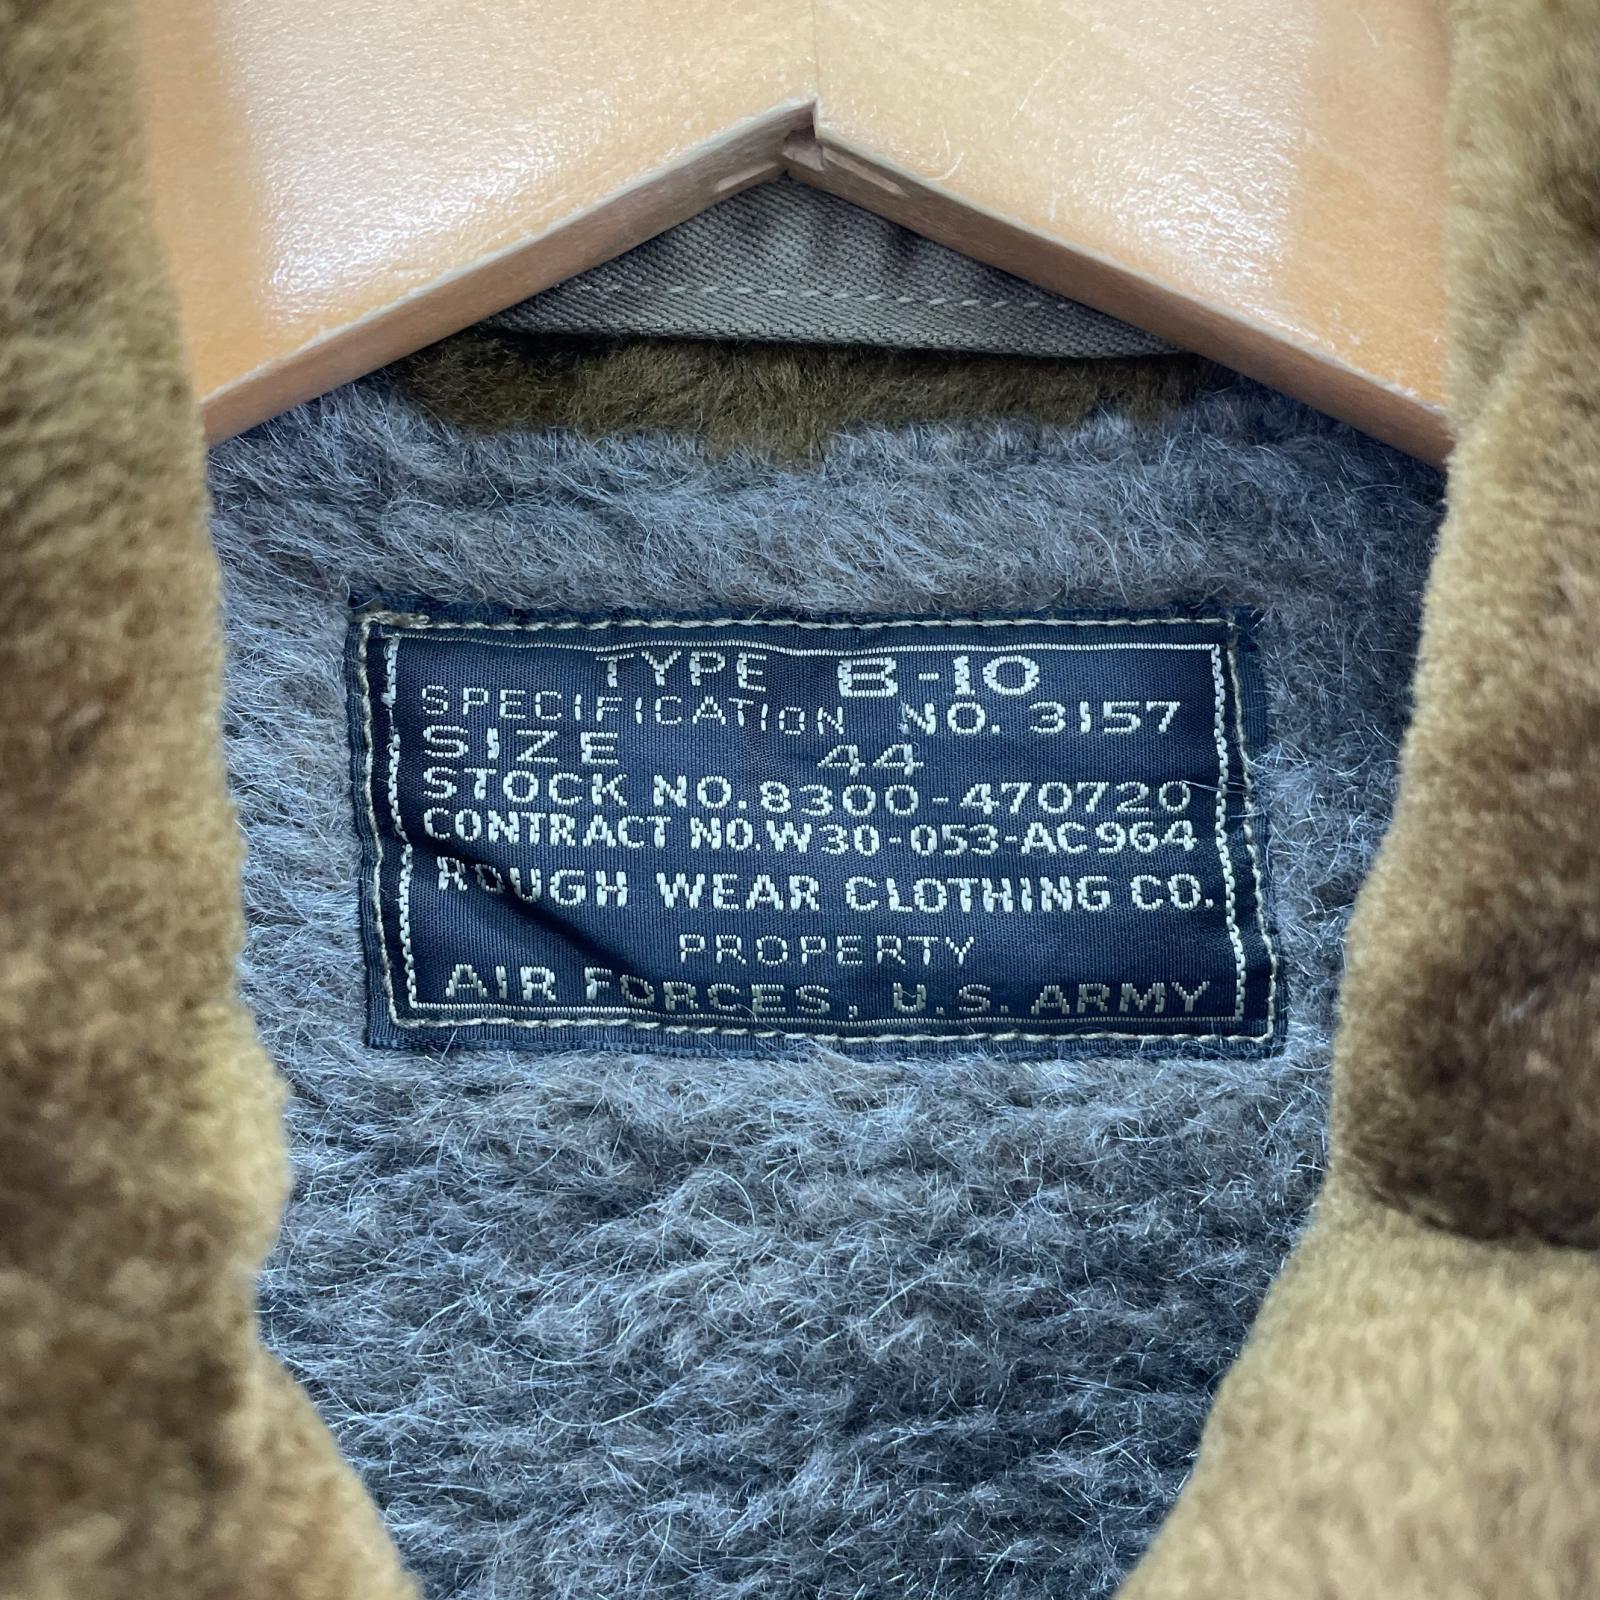 TYPE B-10
SPECIFICATION NO. 3157
SIZE 44
STOCK NO. 8300-470720
CONTRACT NO. W30-053-AC964
ROUGH WEAR CLOTHING CO.
PROPERTY
AIR FORCES, U.S. ARMY